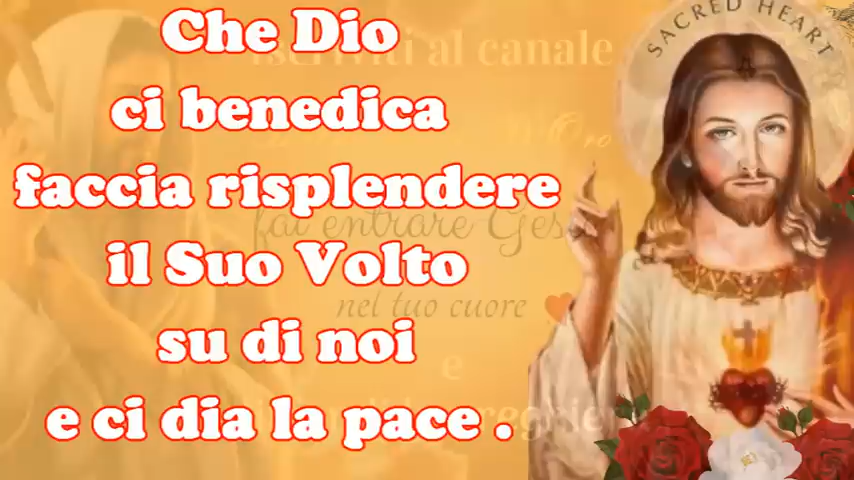 SACRED HEART
Che Dio
iscriviti al canale
ci benedica
faccia risplendere
fai entrare Gesù
il Suo Volto
nel tuo cuore
su di noi
e
e ci dia la pace .